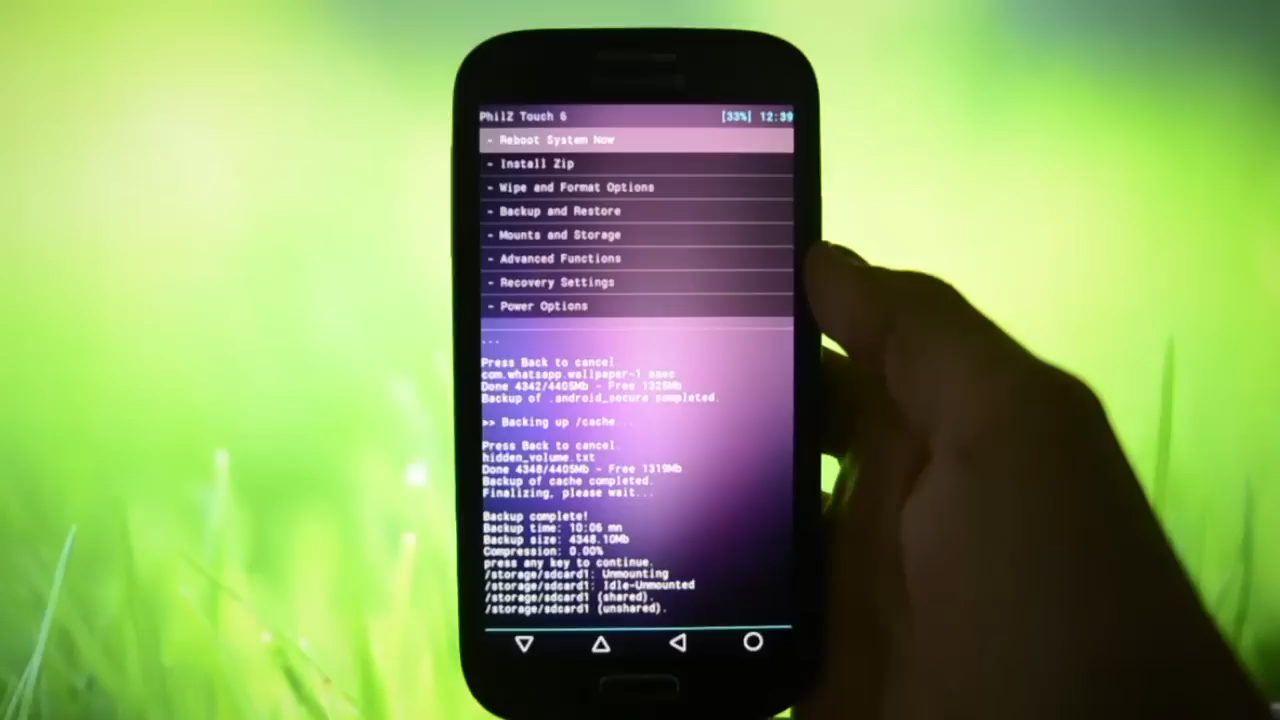 PhilZ Touch 6 [33%] 12:39
- Reboot System Now
- Install Zip
- Wipe and Format Options
- Backup and Restore
- Mounts and Storage
- Advanced Functions
- Recovery Settings
- Power Options
...
Press Back to cancel.
com.whatsapp.wallpaper-1.asec
Done 4342/4405Mb - Free 1325Mb
Backup of .android_secure completed.
>> Backing up /cache...
Press Back to cancel.
hidden_volume.txt
Done 4348/4405Mb - Free 1319Mb
Backup of cache completed.
Finalizing, please wait...
Backup complete!
Backup time: 10:06 mn
Backup size: 4348.10Mb
Compression: 0.00%
press any key to continue.
/storage/sdcard1: Unmounting
/storage/sdcard1: Idle-Unmounted
/storage/sdcard1 (shared).
/storage/sdcard1 (unshared).